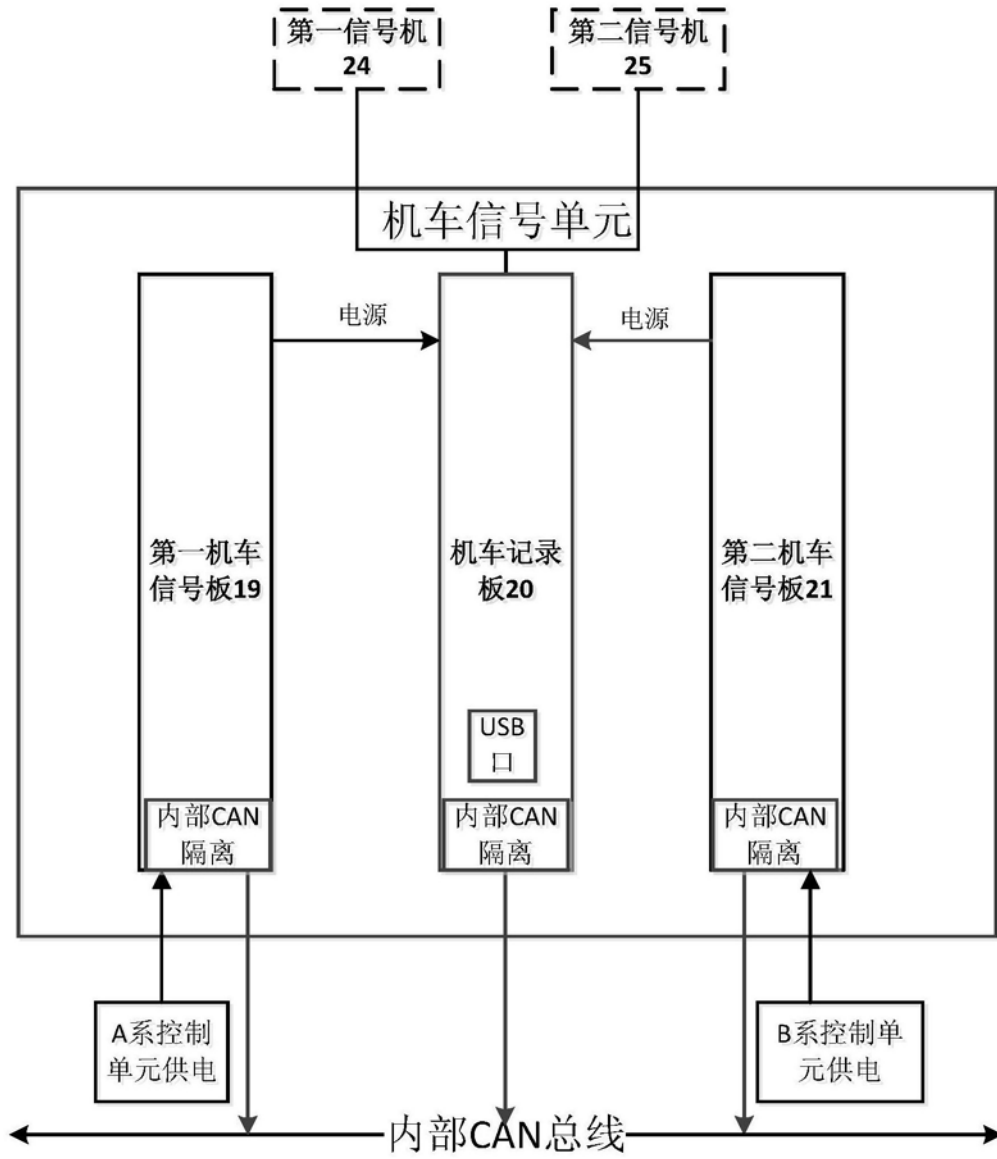 第一信号机
24
第二信号机
25
机车信号单元
电源
电源
第一机车
信号板19
机车记录
板20
第二机车
信号板21
USB
口
内部CAN
隔离
内部CAN
隔离
内部CAN
隔离
A系控制
单元供电
B系控制单
元供电
内部CAN总线